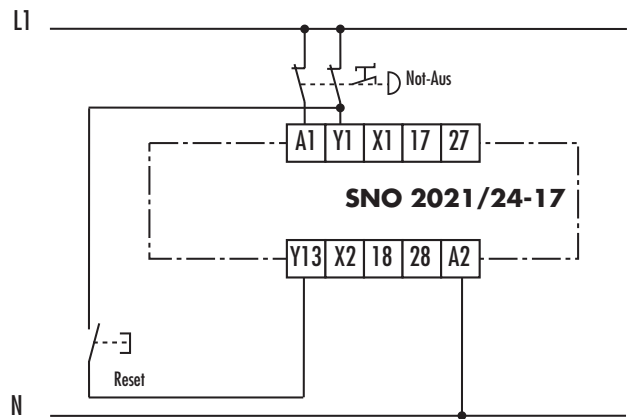 L1
Not-Aus
A1 Y1 X1 17 27
SNO 2021/24-17
Y13 X2 18 28 A2
Reset
N